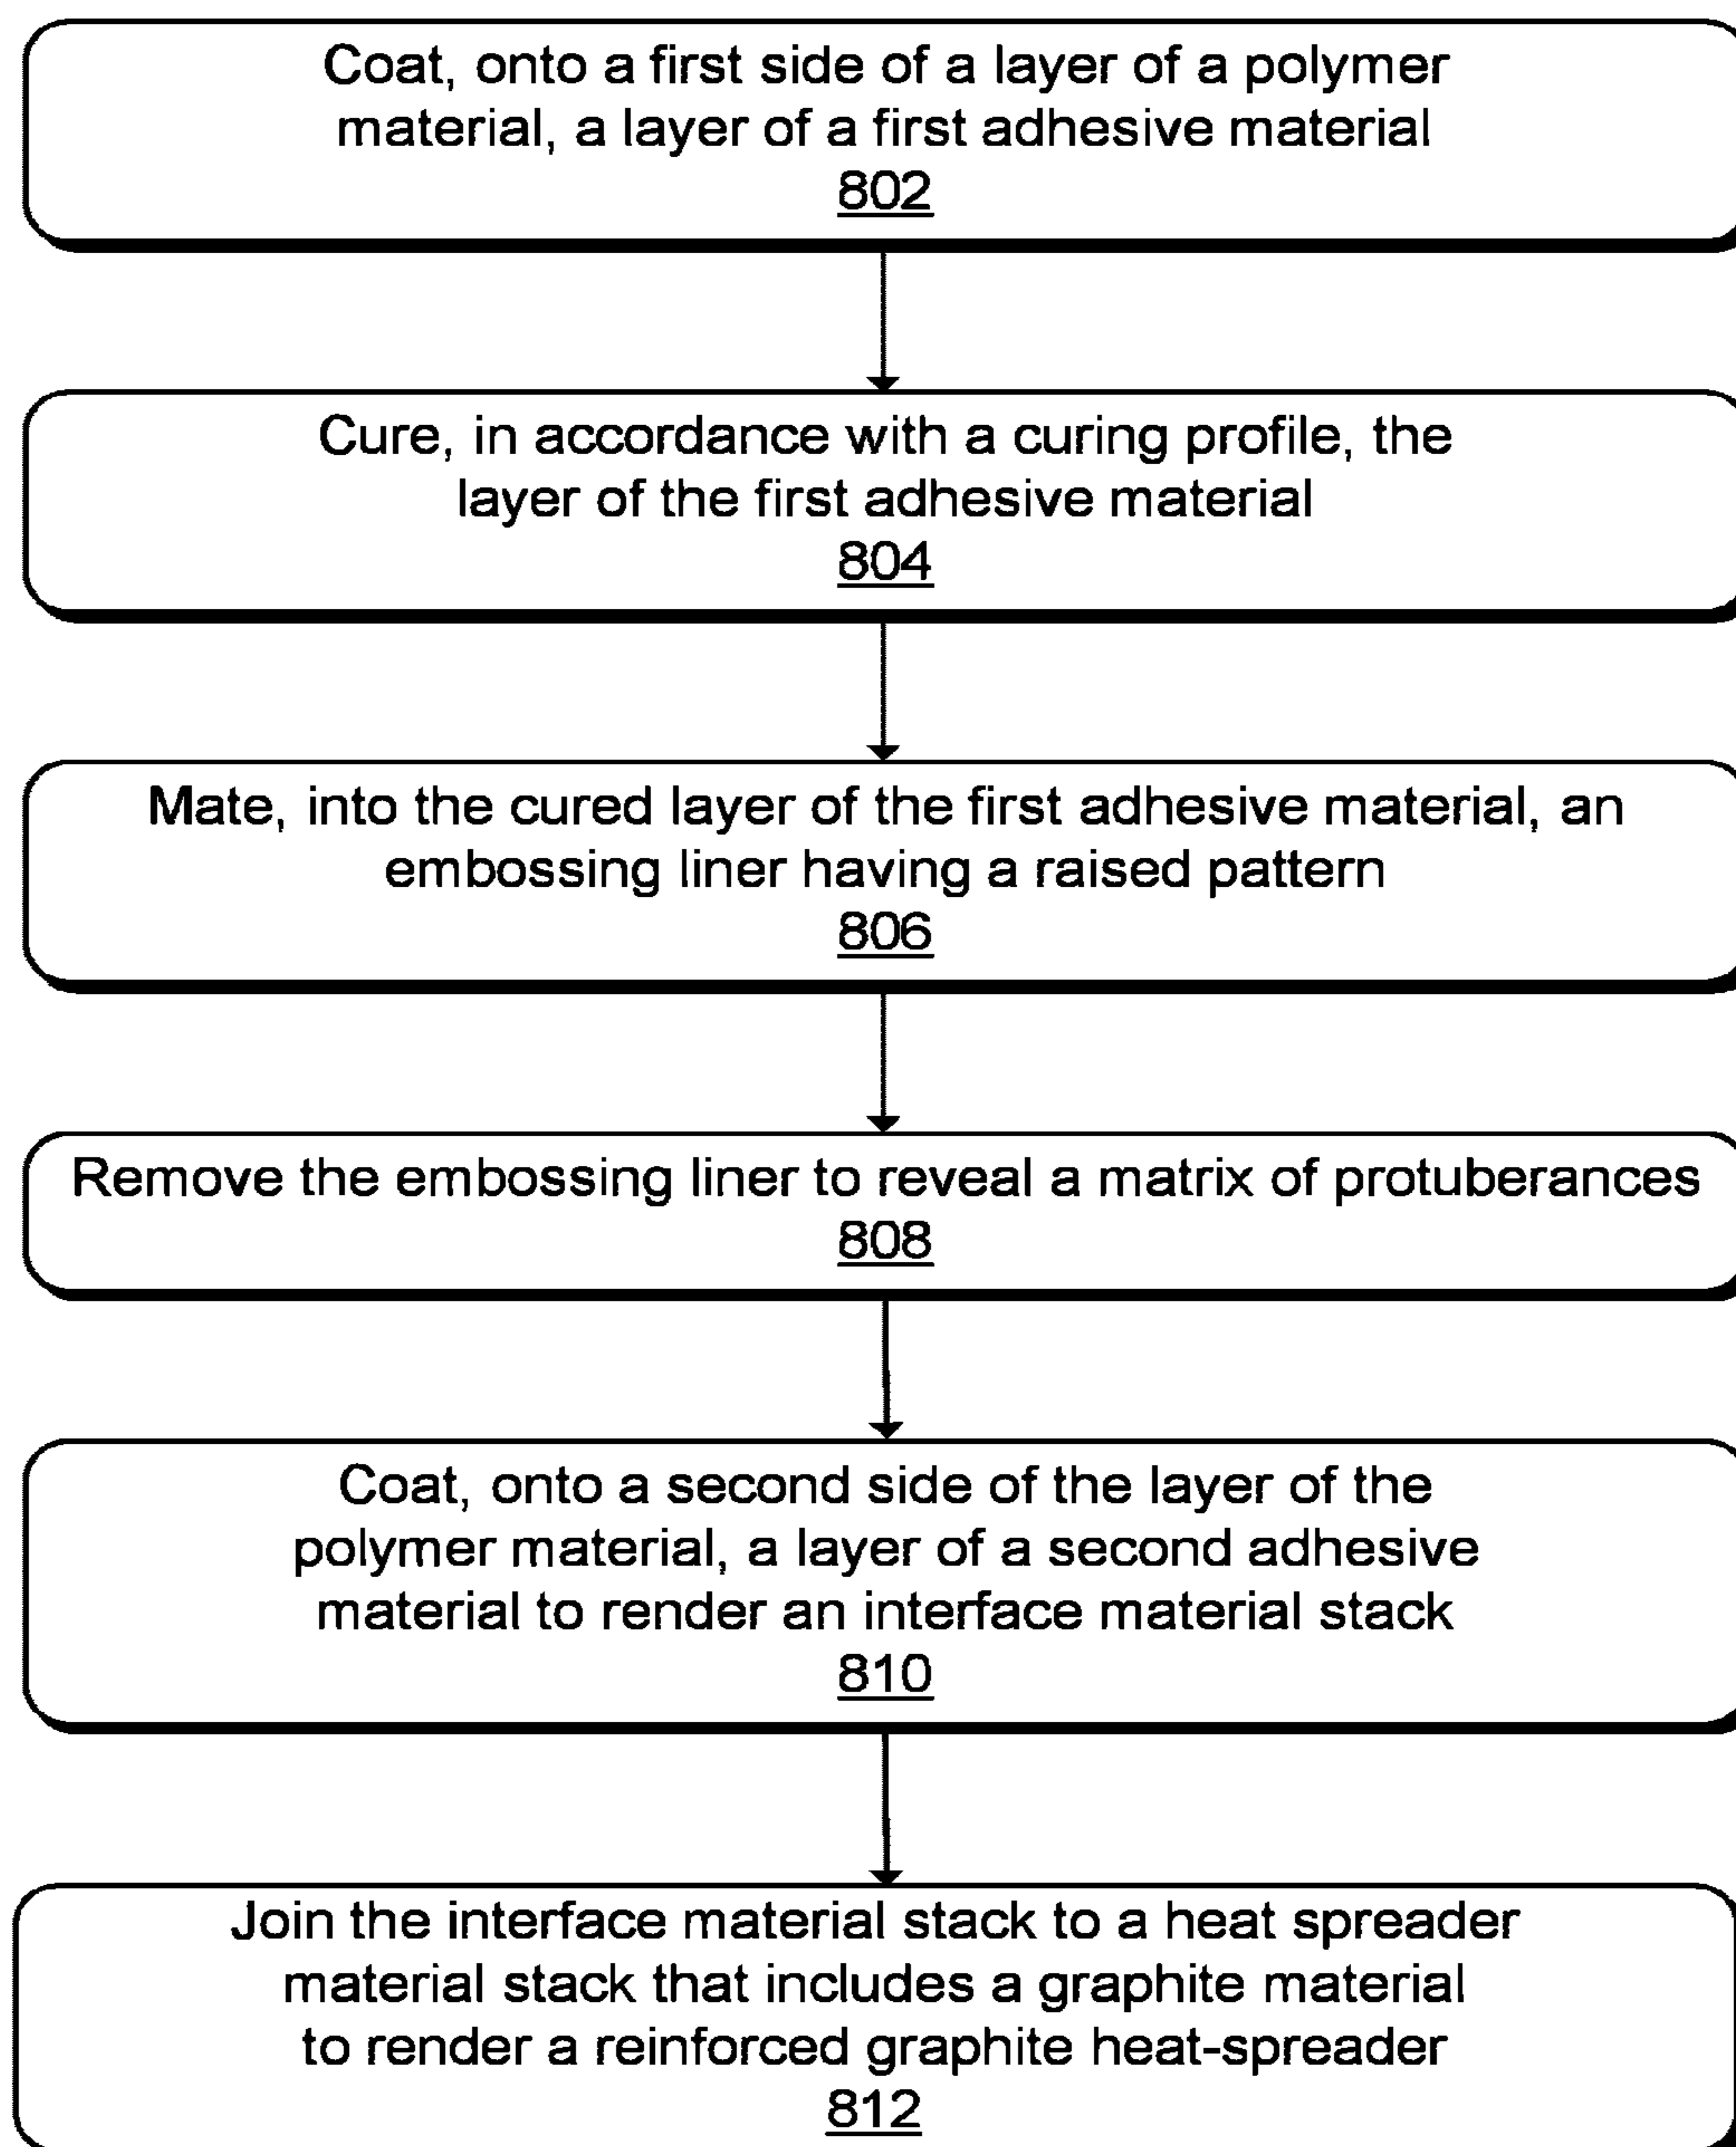 Coat, onto a first side of a layer of a polymer
material, a layer of a first adhesive material
802
Cure, in accordance with a curing profile, the
layer of the first adhesive material
804
Mate, into the cured layer of the first adhesive material, an
embossing liner having a raised pattern
806
Remove the embossing liner to reveal a matrix of protuberances
808
Coat, onto a second side of the layer of the
polymer material, a layer of a second adhesive
material to render an interface material stack
810
Join the interface material stack to a heat spreader
material stack that includes a graphite material
to render a reinforced graphite heat-spreader
812